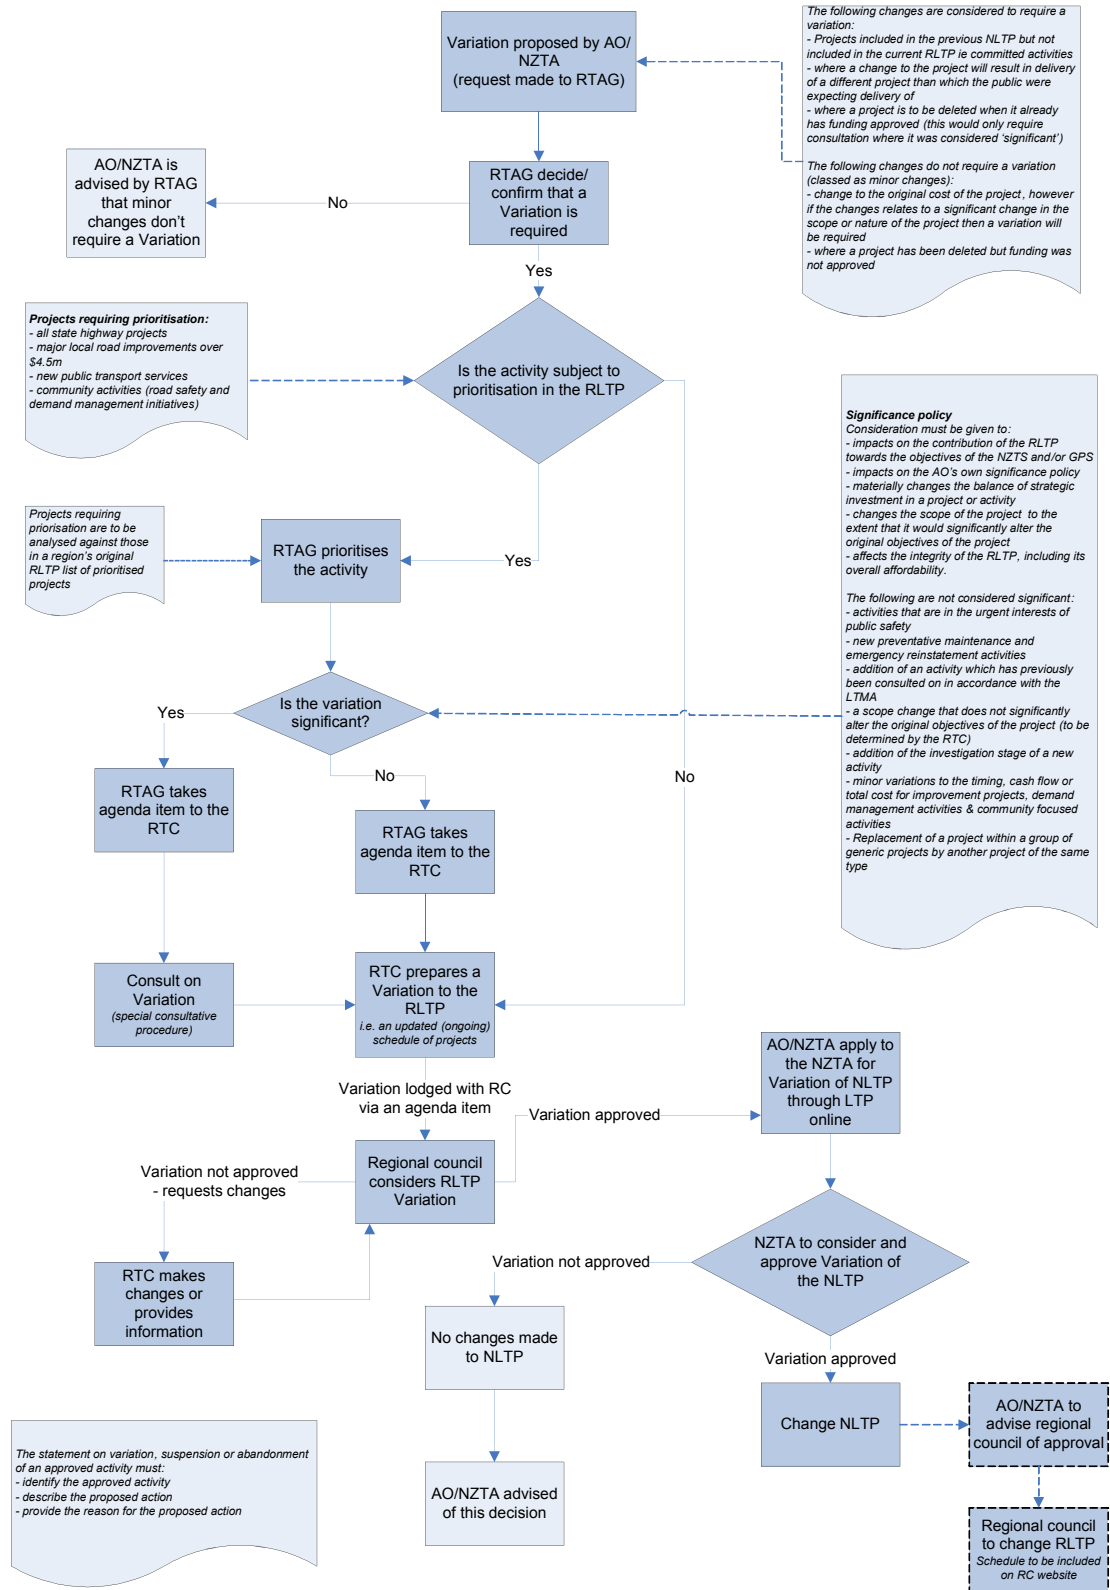 Variation proposed by AO/
NZTA
(request made to RTAG)
The following changes are considered to require a
variation:
- Projects included in the previous NLTP but not
included in the current RLTP ie committed activities
- where a change to the project will result in delivery
of a different project than which the public were
expecting delivery of
- where a project is to be deleted when it already
has funding approved (this would only require
consultation where it was considered ‘significant’)
The following changes do not require a variation
(classed as minor changes):
- change to the original cost of the project, however
if the changes relates to a significant change in the
scope or nature of the project then a variation will
be required
- where a project has been deleted but funding was
not approved
AO/NZTA is
advised by RTAG
that minor
changes don’t
require a Variation
No
RTAG decide/
confirm that a
Variation is
required
Yes
Projects requiring prioritisation:
- all state highway projects
- major local road improvements over
$4.5m
- new public transport services
- community activities (road safety and
demand management initiatives)
Is the activity subject to
prioritisation in the RLTP
Significance policy
Consideration must be given to:
- impacts on the contribution of the RLTP
towards the objectives of the NZTS and/or GPS
- impacts on the AO’s own significance policy
- materially changes the balance of strategic
investment in a project or activity
- changes the scope of the project to the
extent that it would significantly alter the
original objectives of the project
- affects the integrity of the RLTP, including its
overall affordability.
The following are not considered significant:
- activities that are in the urgent interests of
public safety
- new preventative maintenance and
emergency reinstatement activities
- addition of an activity which has previously
been consulted on in accordance with the
LTMA
- a scope change that does not significantly
alter the original objectives of the project (to be
determined by the RTC)
- addition of the investigation stage of a new
activity
- minor variations to the timing, cash flow or
total cost for improvement projects, demand
management activities & community focused
activities
- Replacement of a project within a group of
generic projects by another project of the same
type
Projects requiring
priorisation are to be
analysed against those
in a region’s original
RLTP list of prioritised
projects
RTAG prioritises
the activity
Yes
Is the variation
significant?
Yes
No
No
RTAG takes
agenda item to the
RTC
RTAG takes
agenda item to the
RTC
Consult on
Variation
(special consultative
procedure)
RTC prepares a
Variation to the
RLTP
i.e. an updated (ongoing)
schedule of projects
Variation lodged with RC
via an agenda item
AO/NZTA apply to
the NZTA for
Variation of NLTP
through LTP
online
Variation approved
Variation not approved
- requests changes
Regional council
considers RLTP
Variation
RTC makes
changes or
provides
information
Variation not approved
NZTA to consider and
approve Variation of
the NLTP
No changes made
to NLTP
Variation approved
Change NLTP
AO/NZTA to
advise regional
council of approval
The statement on variation, suspension or abandonment
of an approved activity must:
- identify the approved activity
- describe the proposed action
- provide the reason for the proposed action
AO/NZTA advised
of this decision
Regional council
to change RLTP
Schedule to be included
on RC website